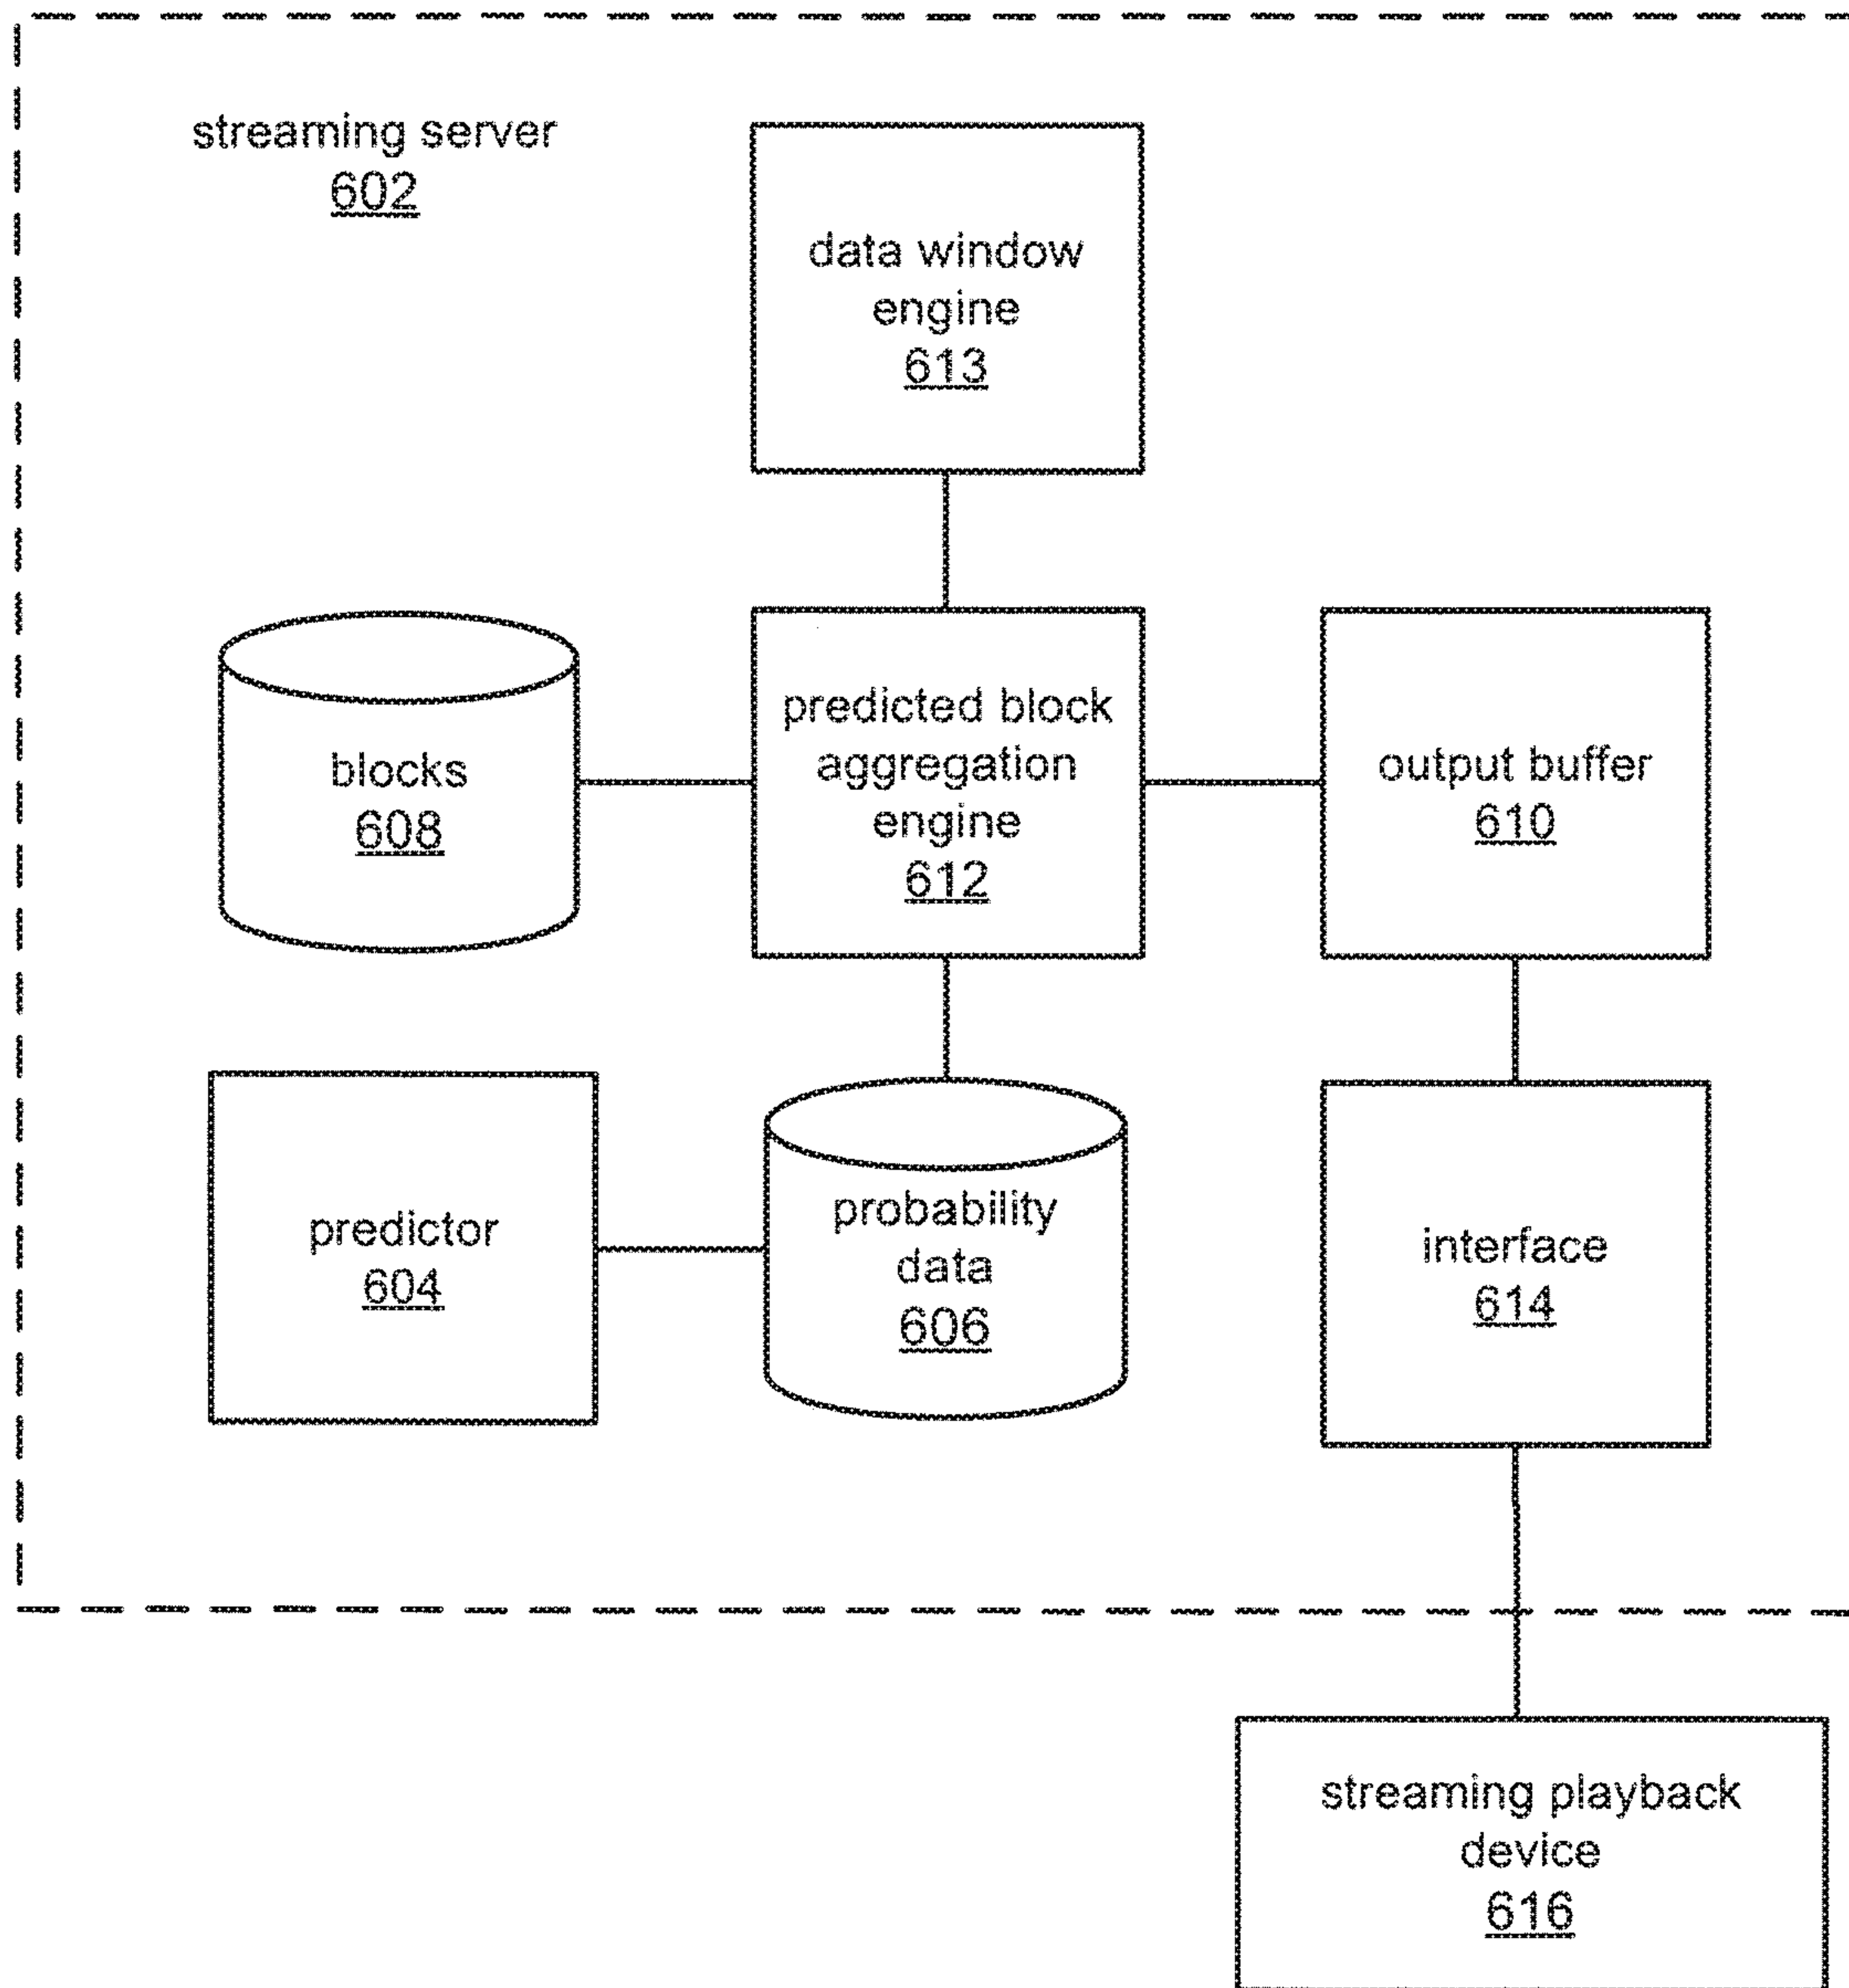 streaming server
602
data window
engine
613
blocks
608
predicted block
aggregation
engine
612
output buffer
610
predictor
604
probability
data
606
interface
614
streaming playback
device
616